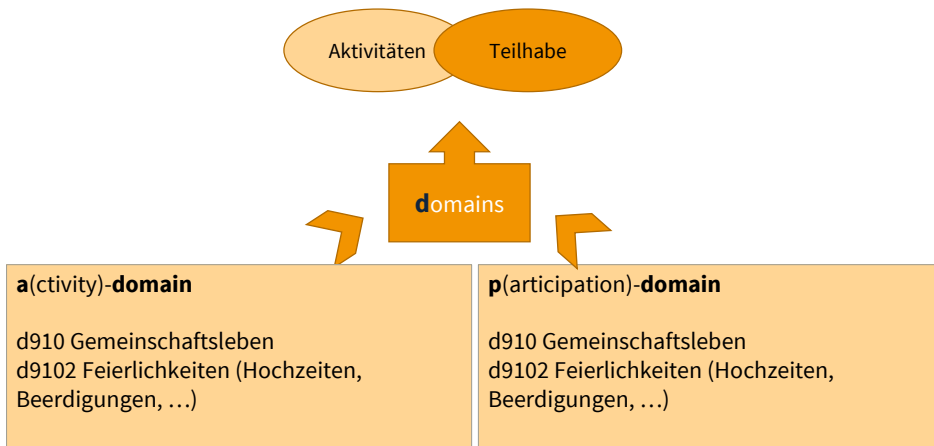 Aktivitäten
Teilhabe
domains
a(ctivity)-domain
d910 Gemeinschaftsleben
d9102 Feierlichkeiten (Hochzeiten,
Beerdigungen, …)
p(articipation)-domain
d910 Gemeinschaftsleben
d9102 Feierlichkeiten (Hochzeiten,
Beerdigungen, …)